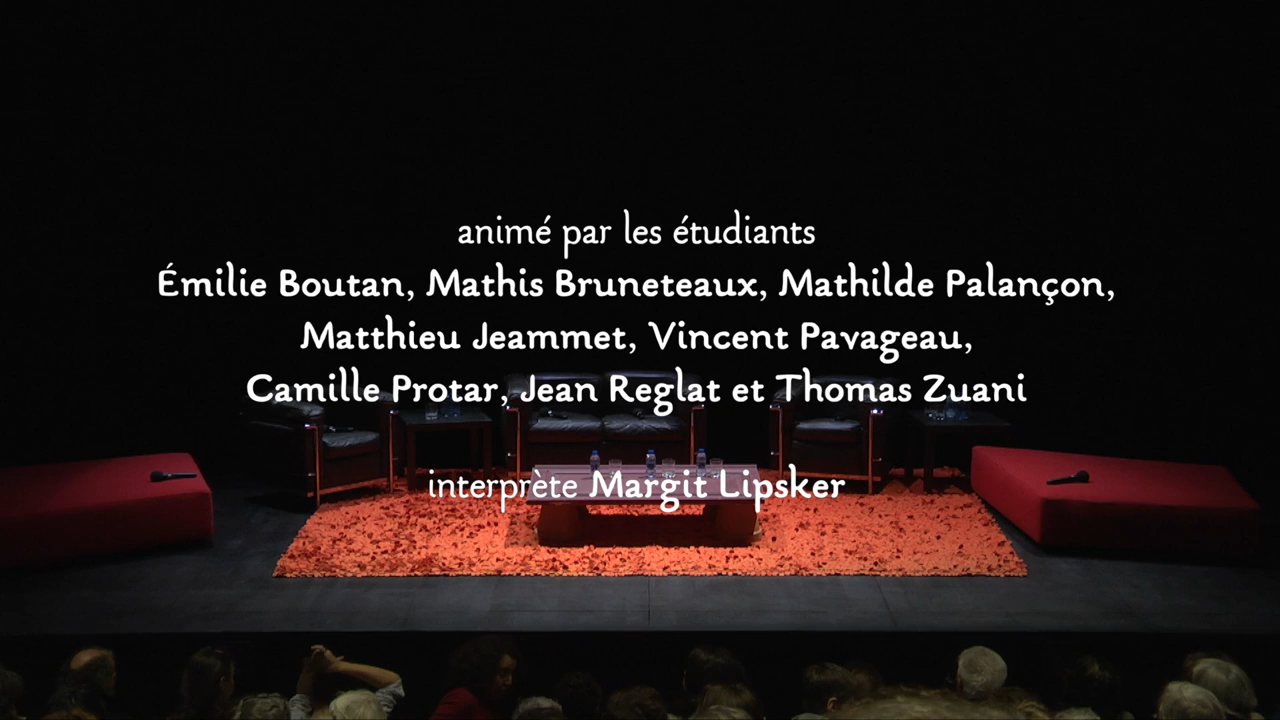 animé par les étudiants
Émilie Boutan, Mathis Bruneteaux, Mathilde Palançon,
Matthieu Jeammet, Vincent Pavageau,
Camille Protar, Jean Reglat et Thomas Zuani
interprète Margit Lipsker